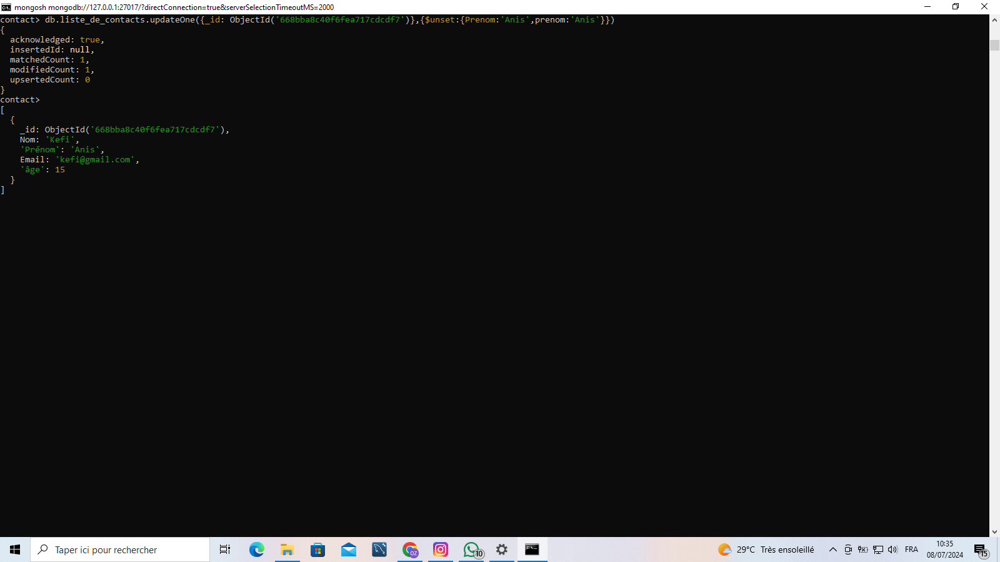 mongosh mongodb://127.0.0.1:27017/?directConnection=true&serverSelectionTimeoutMS=2000
contact> db.liste_de_contacts.updateOne({_id: ObjectId('668bba8c40f6fea717cdcdf7')},{$unset:{Prenom:'Anis',prenom:'Anis'}})
{
  acknowledged: true,
  insertedId: null,
  matchedCount: 1,
  modifiedCount: 1,
  upsertedCount: 0
}
contact>
[
  {
    _id: ObjectId('668bba8c40f6fea717cdcdf7'),
    Nom: 'Kefi',
    'Prénom': 'Anis',
    Email: 'kefi@gmail.com',
    'âge': 15
  }
]
Taper ici pour rechercher
OZ
10
29°C Très ensoleillé
FRA
10:35
08/07/2024
15